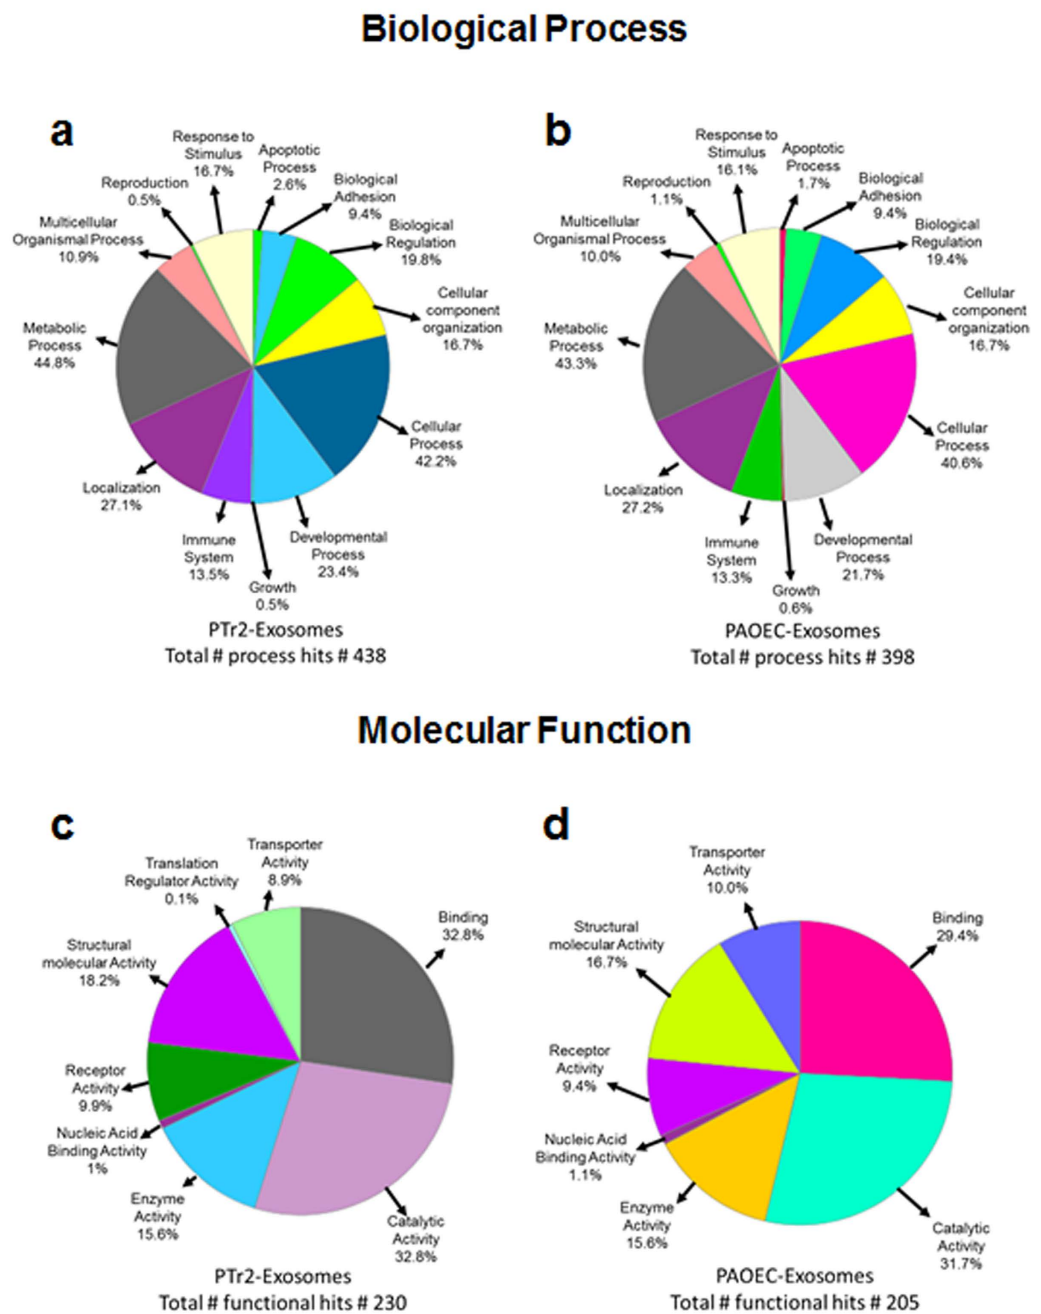 Biological Process
a
Response to
Stimulus
16.7%
Apoptotic
Process
2.6%
Biological
Adhesion
9.4%
Biological
Regulation
19.8%
Cellular
component
organization
16.7%
Cellular
Process
42.2%
Developmental
Process
23.4%
Growth
0.5%
Immune
System
13.5%
Localization
27.1%
Metabolic
Process
44.8%
Multicellular
Organismal Process
10.9%
Reproduction
0.5%
PTr2-Exosomes
Total # process hits # 438
b
Response to
Stimulus
16.1%
Apoptotic
Process
1.7%
Biological
Adhesion
9.4%
Biological
Regulation
19.4%
Cellular
component
organization
16.7%
Cellular
Process
40.6%
Developmental
Process
21.7%
Growth
0.6%
Immune
System
13.3%
Localization
27.2%
Metabolic
Process
43.3%
Multicellular
Organismal Process
10.0%
Reproduction
1.1%
PAOEC-Exosomes
Total # process hits # 398
Molecular Function
c
Transporter
Activity
8.9%
Binding
32.8%
Catalytic
Activity
32.8%
Enzyme
Activity
15.6%
Nucleic Acid
Binding Activity
1%
Receptor
Activity
9.9%
Structural
molecular Activity
18.2%
Translation
Regulator Activity
0.1%
PTr2-Exosomes
Total # functional hits # 230
d
Transporter
Activity
10.0%
Binding
29.4%
Catalytic
Activity
31.7%
Enzyme
Activity
15.6%
Nucleic Acid
Binding Activity
1.1%
Receptor
Activity
9.4%
Structural
molecular Activity
16.7%
PAOEC-Exosomes
Total # functional hits # 205